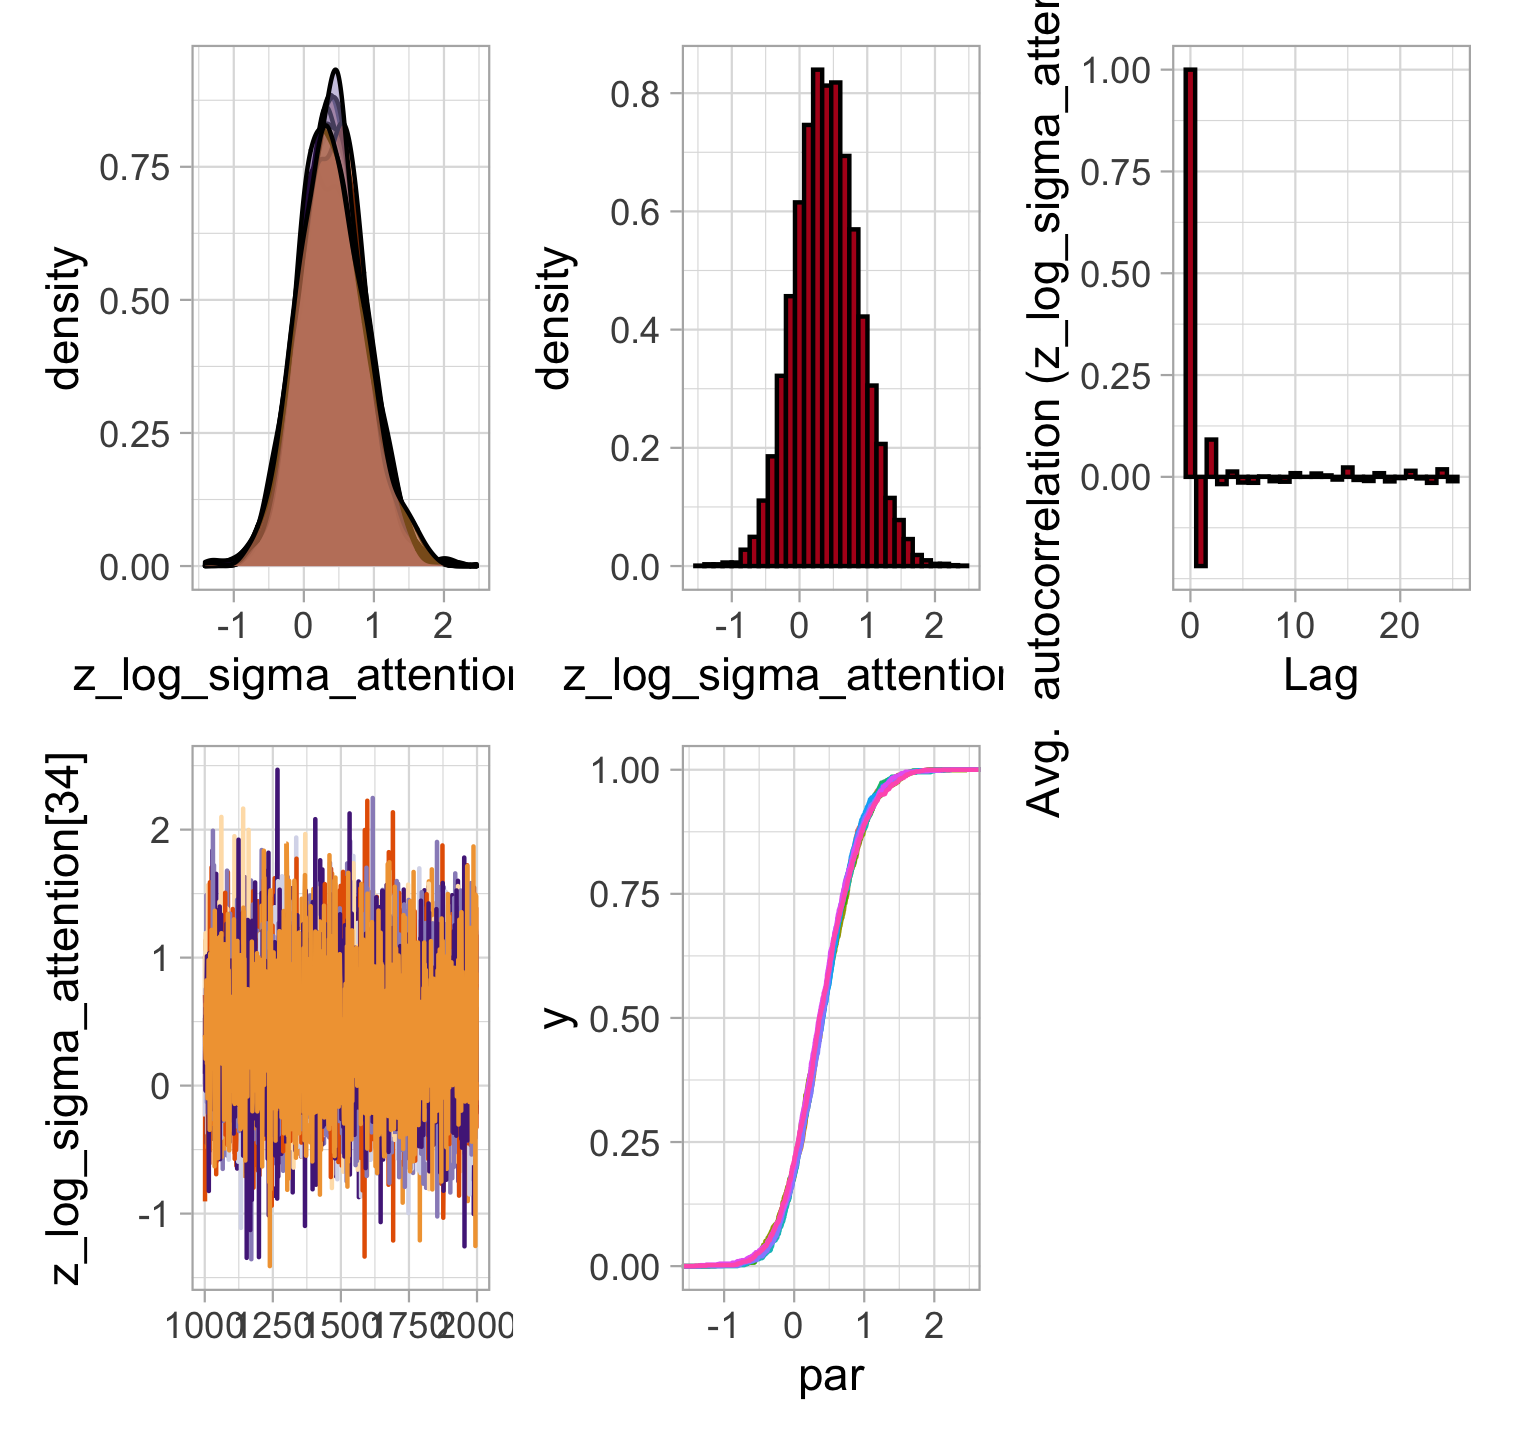 density
0.75
0.50
0.25
0.00
-1 0 1 2
z_log_sigma_attention
density
0.8
0.6
0.4
0.2
0.0
-1 0 1 2
z_log_sigma_attention
Avg. autocorrelation (z_log_sigma_atten
1.00
0.75
0.50
0.25
0.00
0 10 20
Lag
z_log_sigma_attention[34]
2
1
0
-1
1000 1250 1500 1750 2000
y
1.00
0.75
0.50
0.25
0.00
-1 0 1 2
par